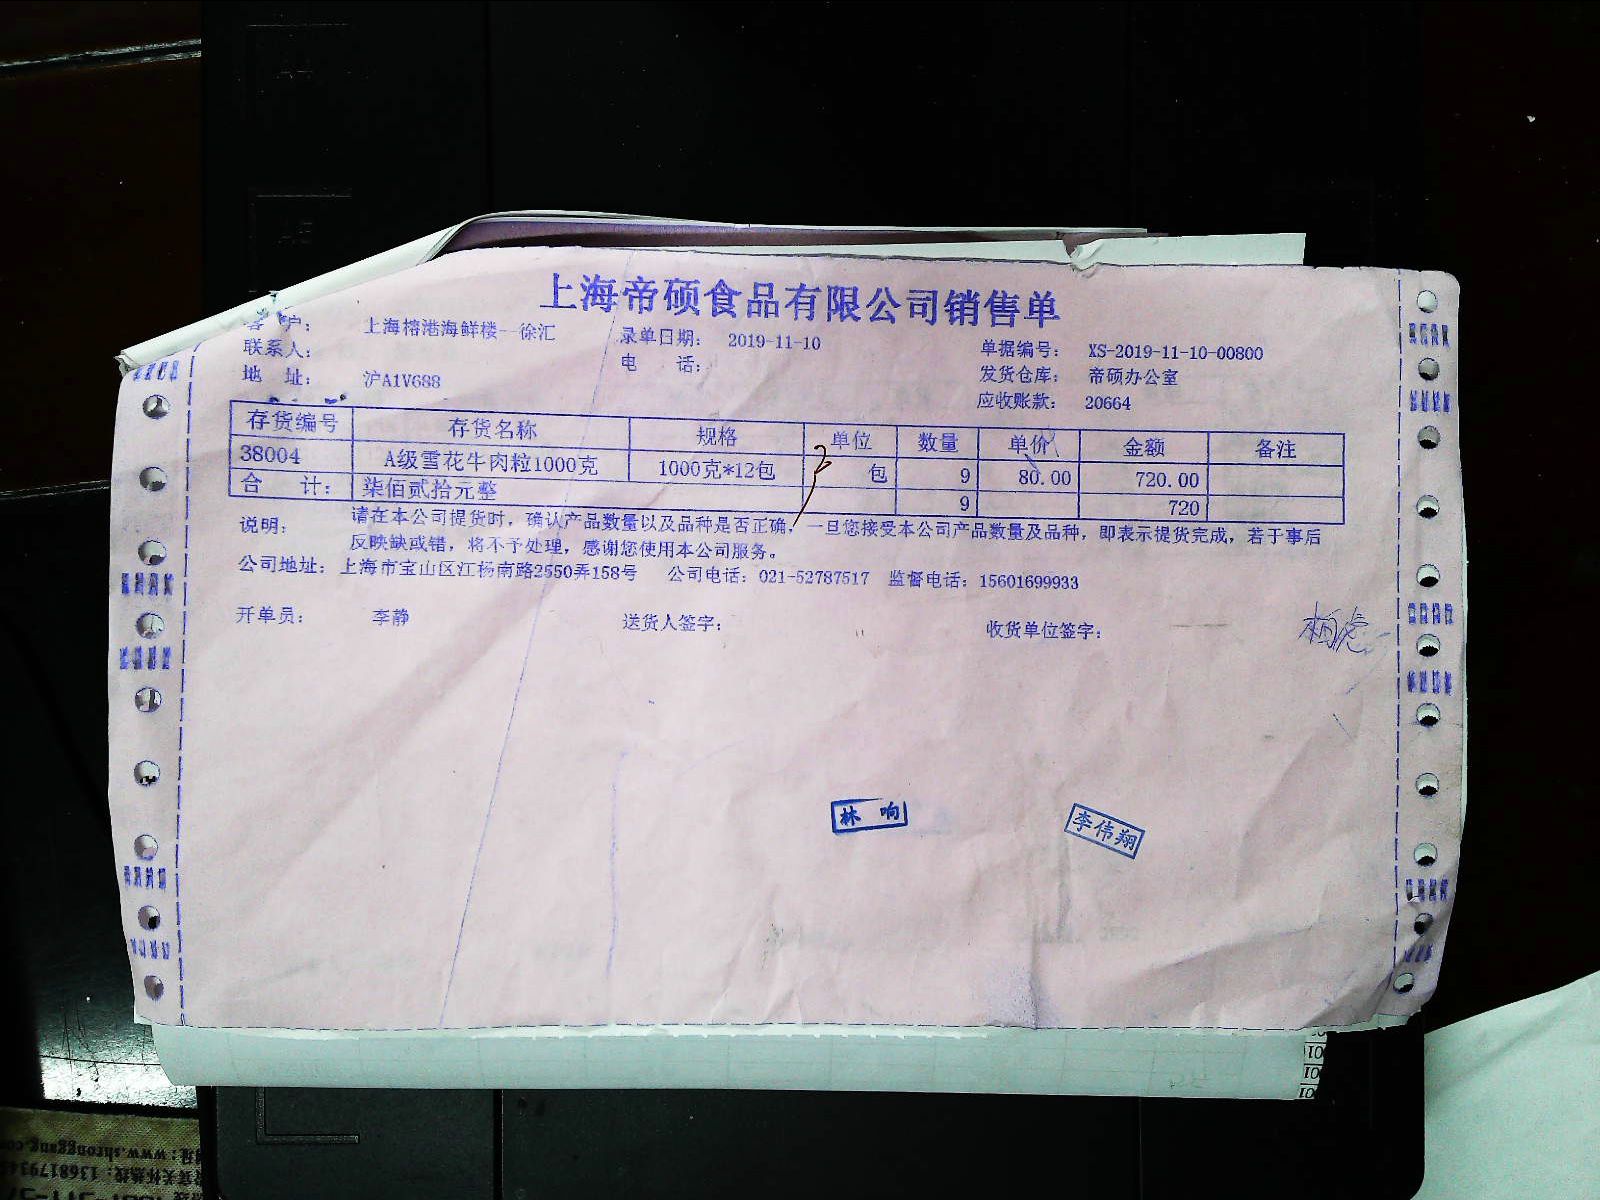 上海帝硕食品有限公司销售单
客 户： 上海榕港海鲜楼--徐汇 录单日期： 2019-11-10 单据编号： XS-2019-11-10-00800
联系人： 电 话： 发货仓库： 帝硕办公室
地 址： 沪A1V688 应收账款： 20664
存货编号 存货名称 规格 单位 数量 单价 金额 备注
38004 A级雪花牛肉粒1000克 1000克*12包 包 9 80.00 720.00
合 计： 柒佰贰拾元整 9 720
说明： 请在本公司提货时，确认产品数量以及品种是否正确，一旦您接受本公司产品数量及品种，即表示提货完成，若于事后
反映缺或错，将不予处理，感谢您使用本公司服务。
公司地址：上海市宝山区江杨南路2550弄158号 公司电话：021-52787517 监督电话：15601699933
开单员： 李静 送货人签字： 收货单位签字：
林 响
李伟翔